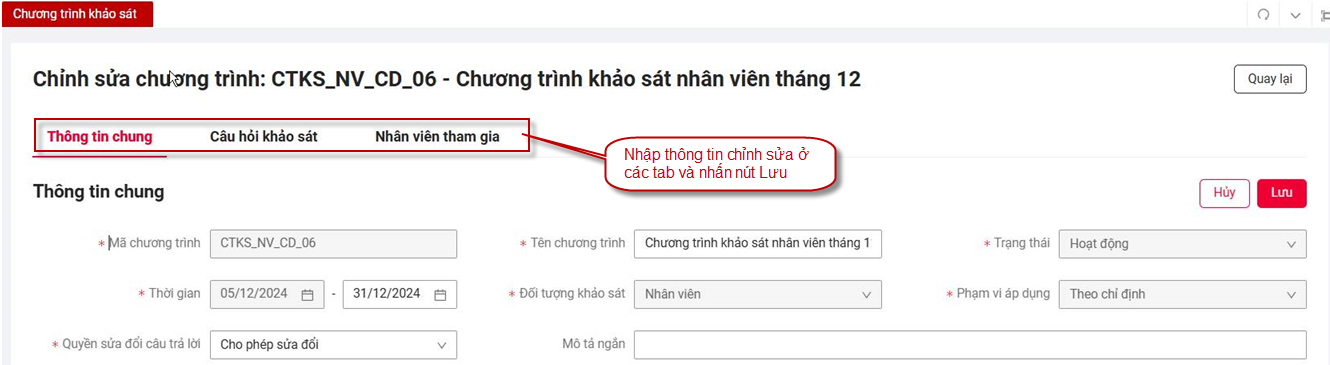 Chương trình khảo sát
Chỉnh sửa chương trình: CTKS_NV_CD_06 - Chương trình khảo sát nhân viên tháng 12
Quay lại
Thông tin chung Câu hỏi khảo sát Nhân viên tham gia
Nhập thông tin chỉnh sửa ở
các tab và nhấn nút Lưu
Thông tin chung
Hủy Lưu
* Mã chương trình CTKS_NV_CD_06 * Tên chương trình Chương trình khảo sát nhân viên tháng 1 * Trạng thái Hoạt động
* Thời gian 05/12/2024 - 31/12/2024 * Đối tượng khảo sát Nhân viên * Phạm vi áp dụng Theo chỉ định
* Quyền sửa đổi câu trả lời Cho phép sửa đổi Mô tả ngắn